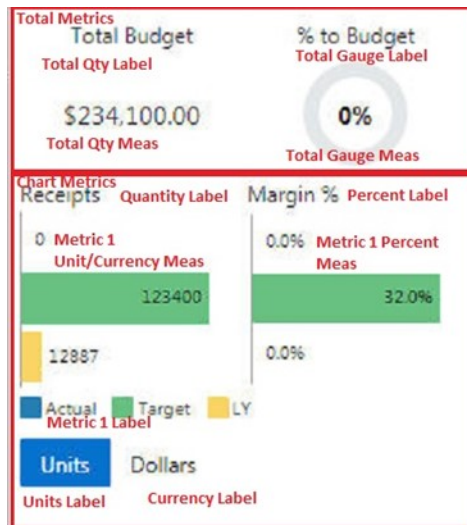 Total Metrics
Total Budget % to Budget
Total Qty Label Total Gauge Label
$234,100.00 0%
Total Qty Meas Total Gauge Meas
Chart Metrics
Receipts Quantity Label Margin % Percent Label
0 Metric 1 0.0% Metric 1 Percent
Unit/Currency Meas Meas
123400 32.0%
12887 0.0%
Actual Target LY
Metric 1 Label
Units Dollars
Units Label Currency Label